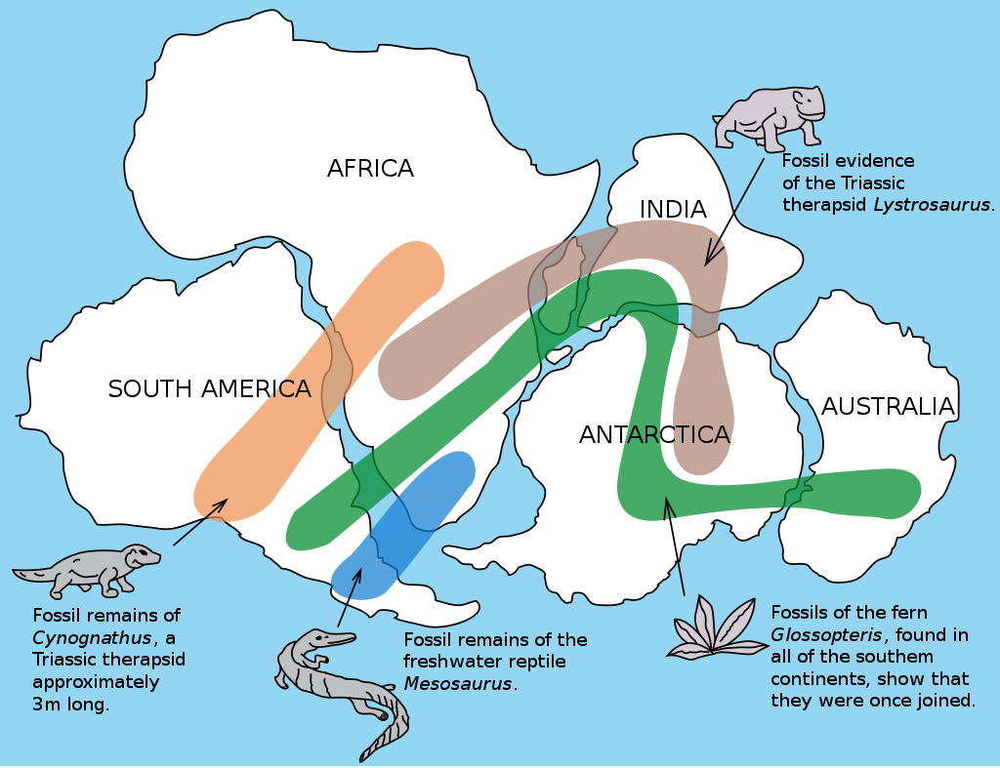 AFRICA
INDIA
Fossil evidence
of the Triassic
therapsid Lystrosaurus.
SOUTH AMERICA
ANTARCTICA
AUSTRALIA
Fossil remains of
Cynognathus, a
Triassic therapsid
approximately
3m long.
Fossil remains of the
freshwater reptile
Mesosaurus.
Fossils of the fern
Glossopteris, found in
all of the southem
continents, show that
they were once joined.